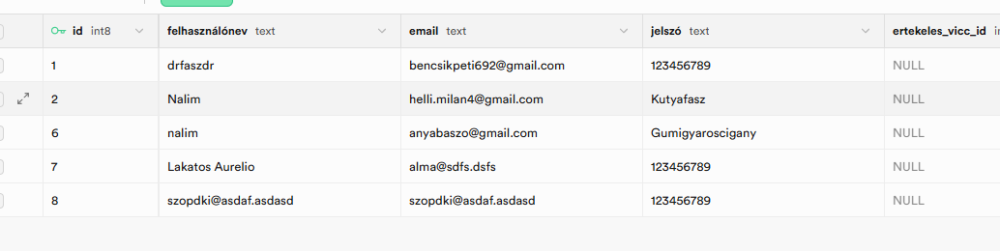 id int8 felhasználónev text email text jelszó text ertekeles_vicc_id
1 drfaszdr bencsikpeti692@gmail.com 123456789 NULL
2 Nalim helli.milan4@gmail.com Kutyafasz NULL
6 nalim anyabaszo@gmail.com Gumigyaroscigany NULL
7 Lakatos Aurelio alma@sdfs.dsfs 123456789 NULL
8 szopdki@asdaf.asdasd szopdki@asdaf.asdasd 123456789 NULL